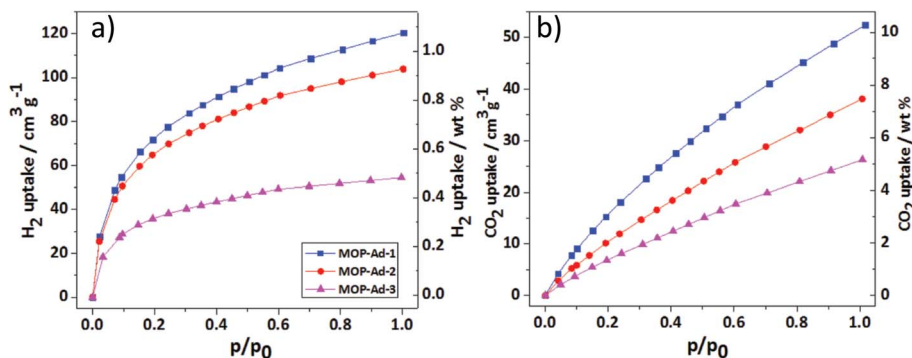 a)
H₂ uptake / cm³ g⁻¹
120
100
80
60
40
20
0
0.0 0.2 0.4 0.6 0.8 1.0
p/p₀
1.0
0.8
0.6
0.4
0.2
0.0
H₂ uptake / wt %
MOP-Ad-1
MOP-Ad-2
MOP-Ad-3
b)
CO₂ uptake / cm³g⁻¹
50
40
30
20
10
0
0.0 0.2 0.4 0.6 0.8 1.0
p/p₀
10
8
6
4
2
0
CO₂ uptake / wt %